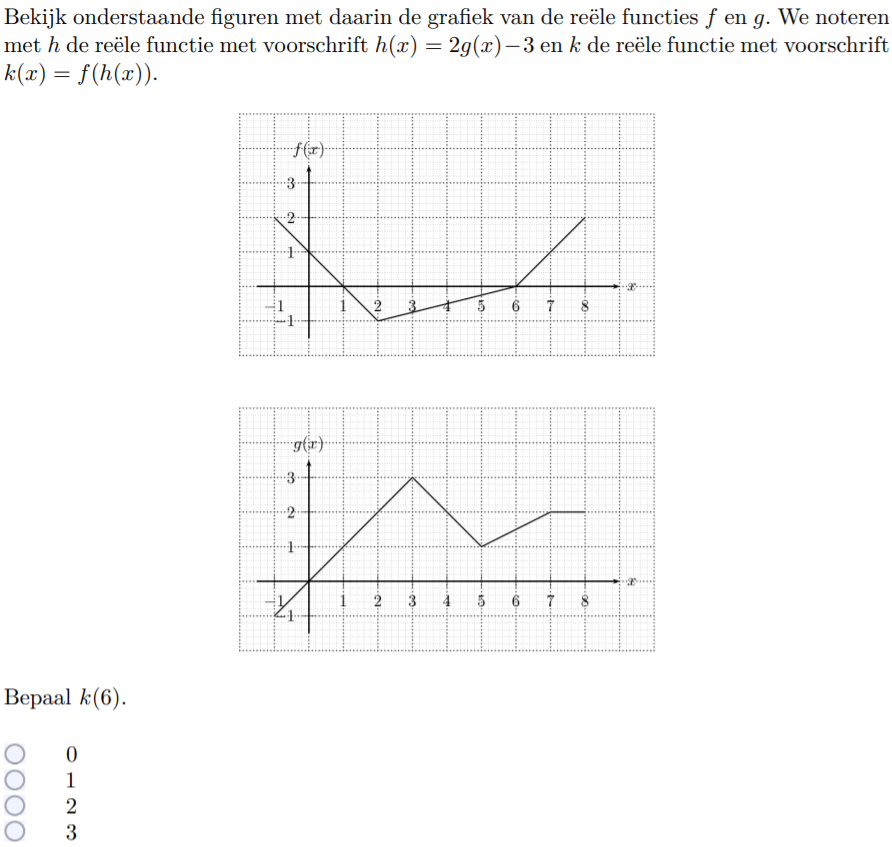 Bekijk onderstaande figuren met daarin de grafiek van de reële functies f en g. We noteren
met h de reële functie met voorschrift h(x) = 2g(x)−3 en k de reële functie met voorschrift
k(x) = f(h(x)).
f(x)
3
2
1
x
−1 1 2 3 4 5 6 7 8
−1
g(x)
3
2
1
x
−1 1 2 3 4 5 6 7 8
−1
Bepaal k(6).
0
1
2
3